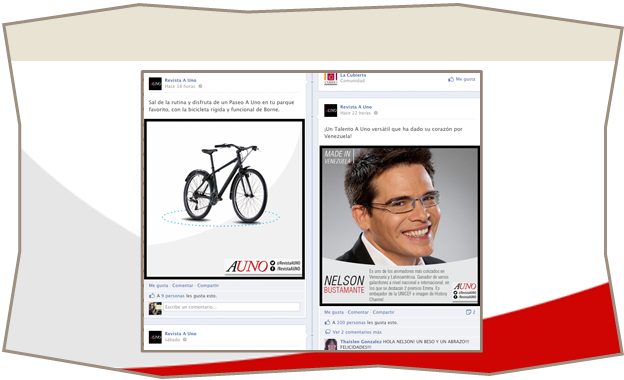 AUNO
Revista A Uno
Hace 18 horas
Sal de la rutina y disfruta de un Paseo A Uno en tu parque
favorito, con la bicicleta rígida y funcional de Borne.
AUNO
@RevistaAUNO
/RevistaAUNO
Me gusta · Comentar · Compartir
A 9 personas les gusta esto.
Escribe un comentario...
Revista A Uno
sábado
La Cubierta
Comunidad
Me gusta
AUNO
Revista A Uno
Hace 22 horas
¡Un Talento A Uno versátil que ha dado su corazón por
Venezuela!
MADE IN
VENEZUELA
NELSON
BUSTAMANTE
Es uno de los animadores más cotizados en
Venezuela y Latinoamérica. Ganador de varios
galardones a nivel nacional e internacional, en
los que se destacan 2 premios Emmy. Es
embajador de la UNICEF e imagen de History
Channel.
AUNO
@RevistaAUNO
/RevistaAUNO
Me gusta · Comentar · Compartir
2
A 100 personas les gusta esto.
Ver 2 comentarios más
Thaislen Gonzalez HOLA NELSON! UN BESO Y UN ABRAZO!!!
FELICIDADES!!!